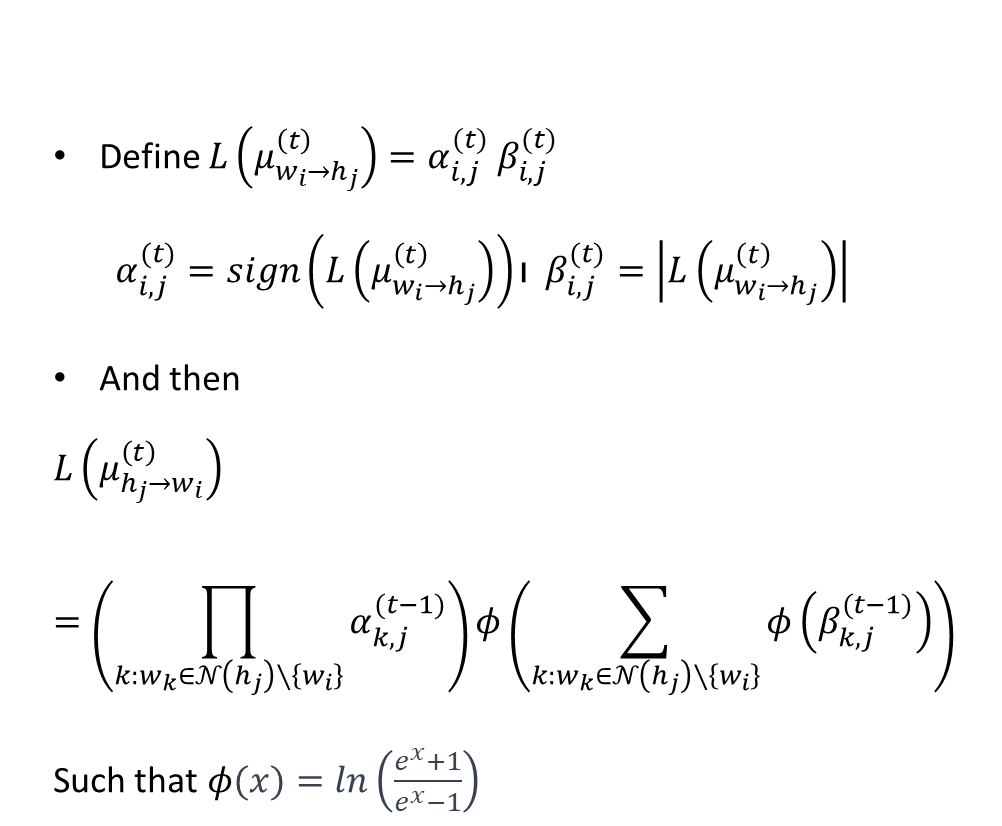 • Define L(μ_{w_i→h_j}^{(t)}) = α_{i,j}^{(t)} β_{i,j}^{(t)}
α_{i,j}^{(t)} = sign(L(μ_{w_i→h_j}^{(t)})) ı β_{i,j}^{(t)} = |L(μ_{w_i→h_j}^{(t)})|
• And then
L(μ_{h_j→w_i}^{(t)})
= (∏_{k:w_k∈𝒩(h_j)\{w_i}} α_{k,j}^{(t−1)}) ϕ (∑_{k:w_k∈𝒩(h_j)\{w_i}} ϕ(β_{k,j}^{(t−1)}))
Such that ϕ(x) = ln((e^x+1)/(e^x−1))